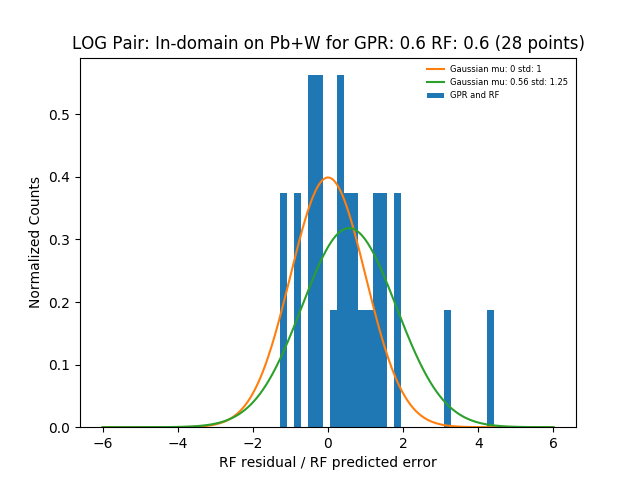 LOG Pair: In-domain on Pb+W for GPR: 0.6 RF: 0.6 (28 points)
Gaussian mu: 0 std: 1
Gaussian mu: 0.56 std: 1.25
GPR and RF
Normalized Counts
0.5
0.4
0.3
0.2
0.1
0.0
−6
−4
−2
0
2
4
6
RF residual / RF predicted error